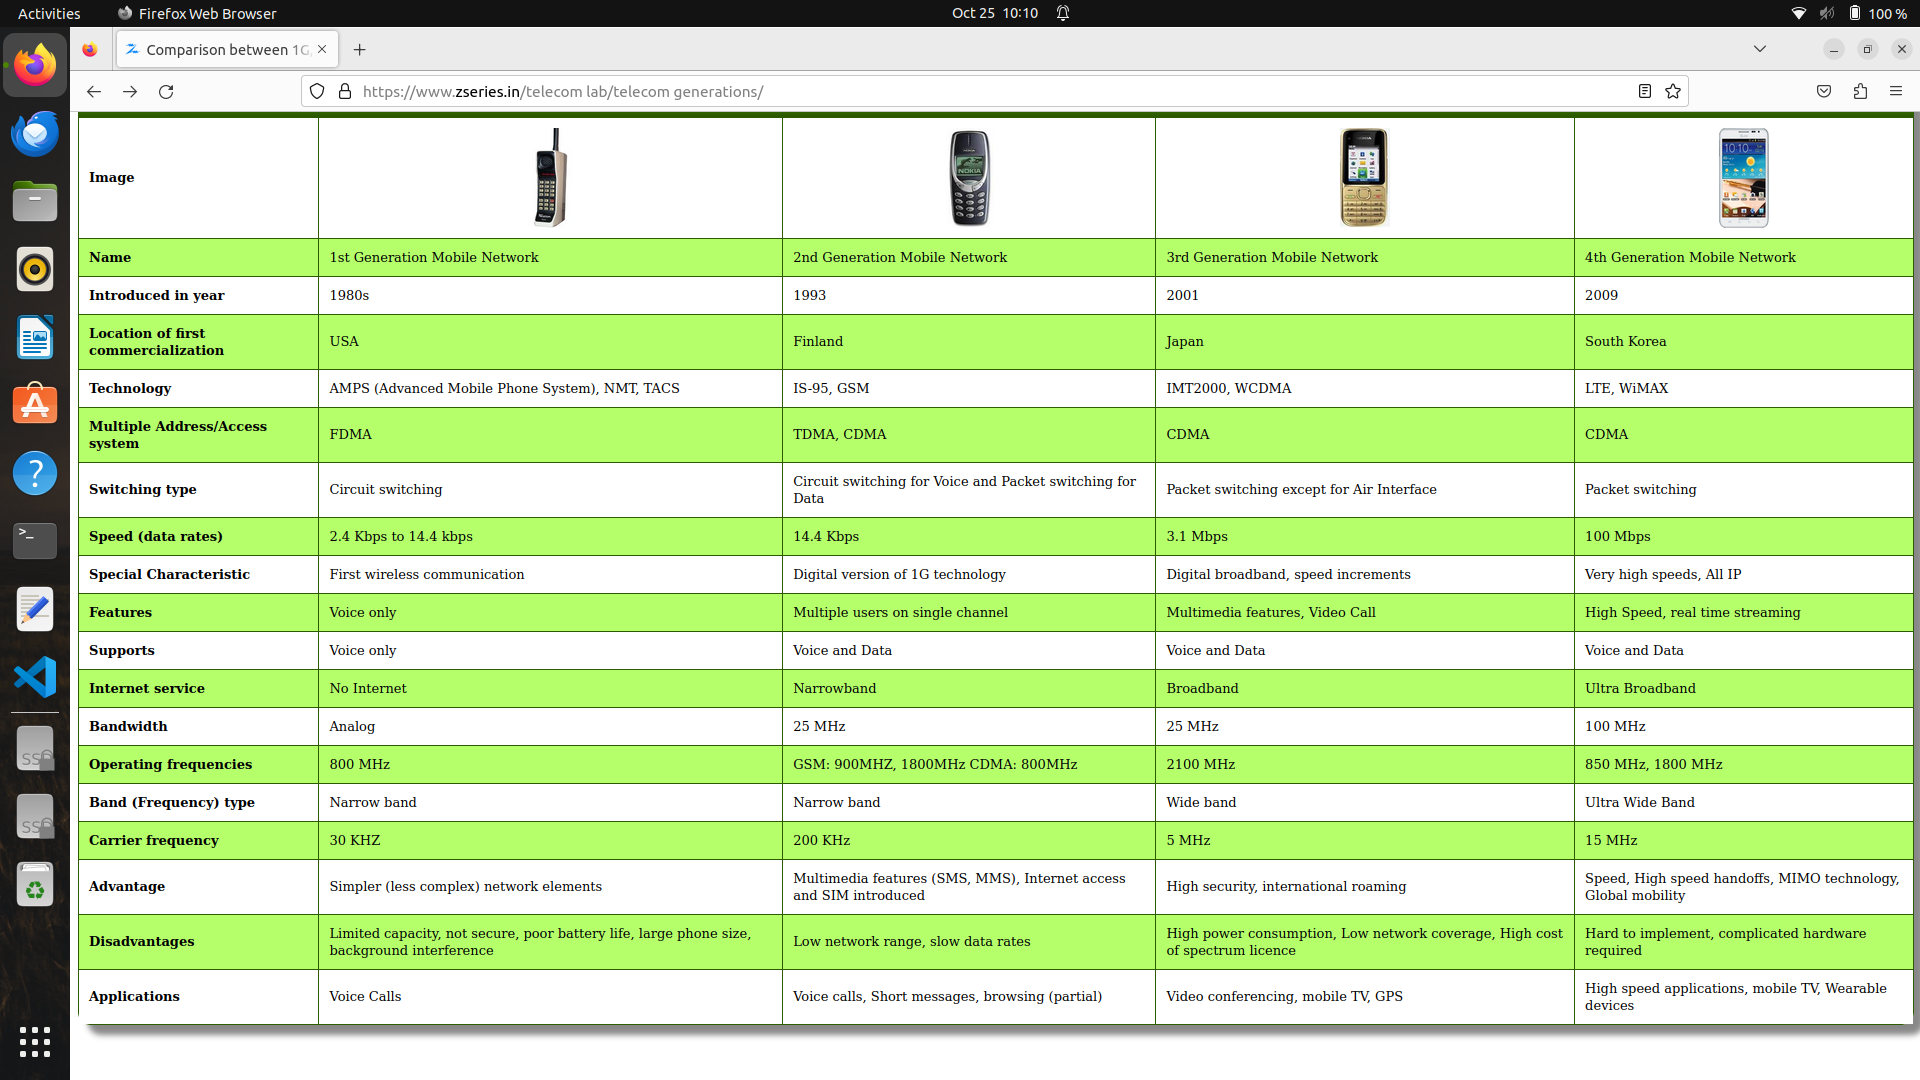 Activities
Firefox Web Browser
Oct 25 10:10
100 %
Comparison between 1G,
https://www.zseries.in/telecom lab/telecom generations/
Image
NOKIA
Name
1st Generation Mobile Network
2nd Generation Mobile Network
3rd Generation Mobile Network
4th Generation Mobile Network
Introduced in year
1980s
1993
2001
2009
Location of first
commercialization
USA
Finland
Japan
South Korea
Technology
AMPS (Advanced Mobile Phone System), NMT, TACS
IS-95, GSM
IMT2000, WCDMA
LTE, WiMAX
Multiple Address/Access
system
FDMA
TDMA, CDMA
CDMA
CDMA
Switching type
Circuit switching
Circuit switching for Voice and Packet switching for
Data
Packet switching except for Air Interface
Packet switching
Speed (data rates)
2.4 Kbps to 14.4 kbps
14.4 Kbps
3.1 Mbps
100 Mbps
Special Characteristic
First wireless communication
Digital version of 1G technology
Digital broadband, speed increments
Very high speeds, All IP
Features
Voice only
Multiple users on single channel
Multimedia features, Video Call
High Speed, real time streaming
Supports
Voice only
Voice and Data
Voice and Data
Voice and Data
Internet service
No Internet
Narrowband
Broadband
Ultra Broadband
Bandwidth
Analog
25 MHz
25 MHz
100 MHz
Operating frequencies
800 MHz
GSM: 900MHZ, 1800MHz CDMA: 800MHz
2100 MHz
850 MHz, 1800 MHz
Band (Frequency) type
Narrow band
Narrow band
Wide band
Ultra Wide Band
Carrier frequency
30 KHZ
200 KHz
5 MHz
15 MHz
Advantage
Simpler (less complex) network elements
Multimedia features (SMS, MMS), Internet access
and SIM introduced
High security, international roaming
Speed, High speed handoffs, MIMO technology,
Global mobility
Disadvantages
Limited capacity, not secure, poor battery life, large phone size,
background interference
Low network range, slow data rates
High power consumption, Low network coverage, High cost
of spectrum licence
Hard to implement, complicated hardware
required
Applications
Voice Calls
Voice calls, Short messages, browsing (partial)
Video conferencing, mobile TV, GPS
High speed applications, mobile TV, Wearable
devices